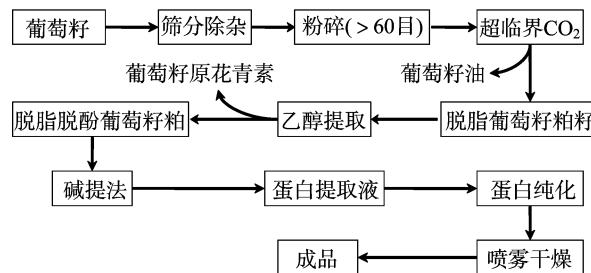 葡萄籽
筛分除杂
粉碎(>60目)
超临界CO₂
葡萄籽油
葡萄籽原花青素
脱脂葡萄籽粕籽
乙醇提取
脱脂脱酚葡萄籽粕
碱提法
蛋白提取液
蛋白纯化
喷雾干燥
成品